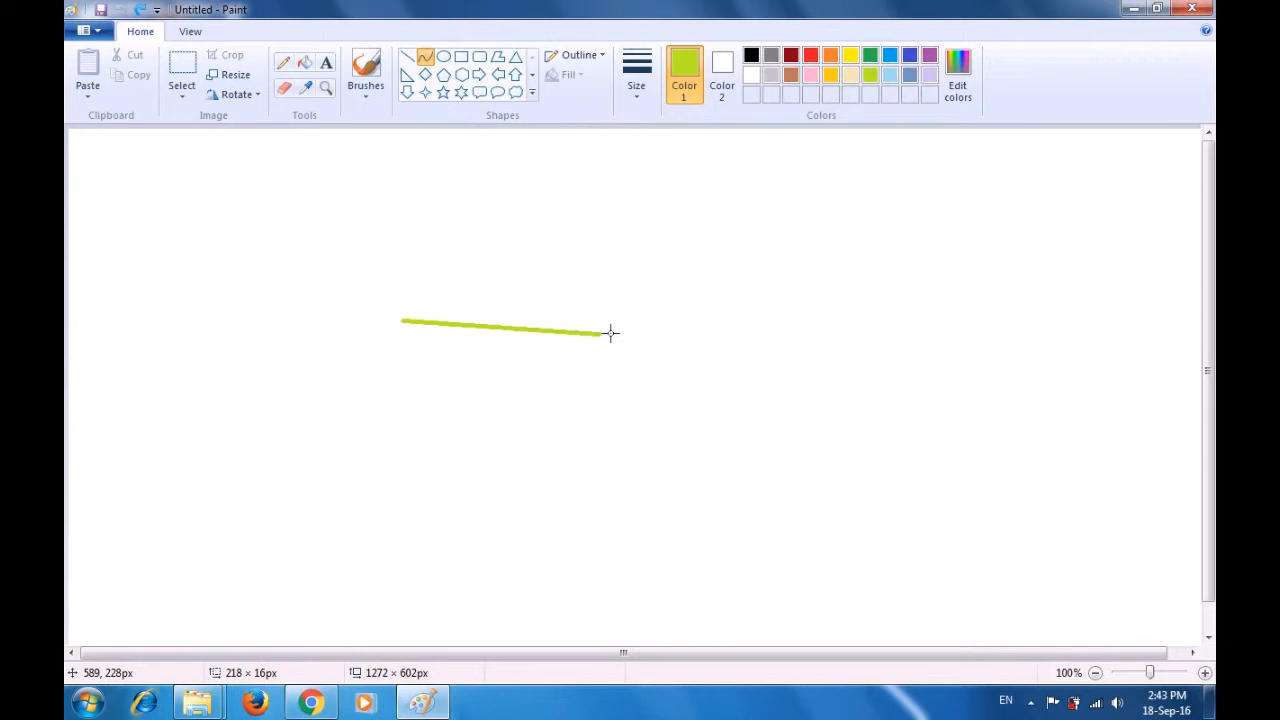 Untitled - Paint
Home View
Paste
Cut
Copy
Clipboard
Select
Crop
Resize
Rotate
Image
A
Tools
Brushes
Outline
Fill
Shapes
Size
Color 1
Color 2
Edit colors
Colors
589, 228px 218 × 16px 1272 × 602px 100%
EN 2:43 PM
18-Sep-16